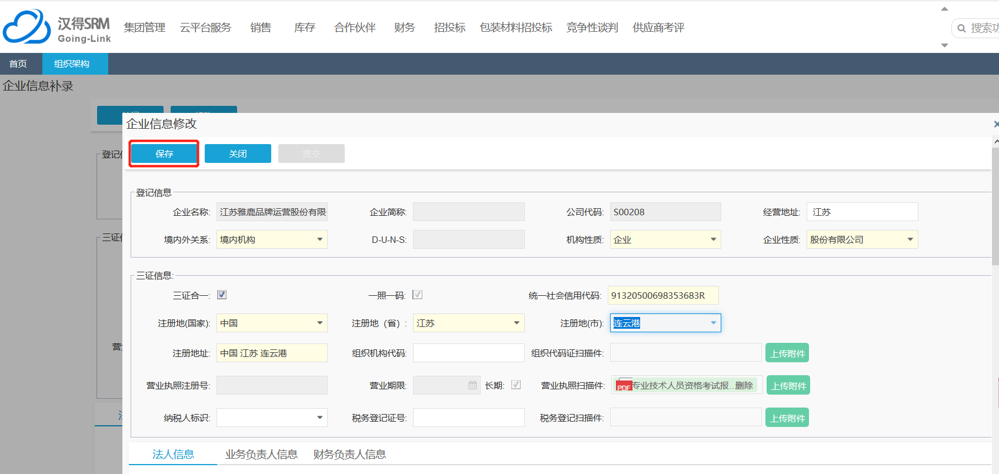 汉得SRM
Going-Link
集团管理 云平台服务 销售 库存 合作伙伴 财务 招投标 包装材料招投标 竞争性谈判 供应商考评
搜索功
首页 组织架构
企业信息补录
企业信息修改
保存 关闭 提交
登记信息
企业名称: 江苏雅鹿品牌运营股份有限 企业简称: 公司代码: S00208 经营地址: 江苏
境内外关系: 境内机构 D-U-N-S: 机构性质: 企业 企业性质: 股份有限公司
三证信息:
三证合一: 一照一码: 统一社会信用代码: 91320500698353683R
注册地(国家): 中国 注册地（省）: 江苏 注册地(市): 连云港
注册地址: 中国 江苏 连云港 组织机构代码: 组织代码证扫描件: 上传附件
营业执照注册号: 营业期限: 长期: 营业执照扫描件: PDF 专业技术人员资格考试报..删除 上传附件
纳税人标识: 税务登记证号: 税务登记扫描件: 上传附件
法人信息 业务负责人信息 财务负责人信息
登记
三证
营业